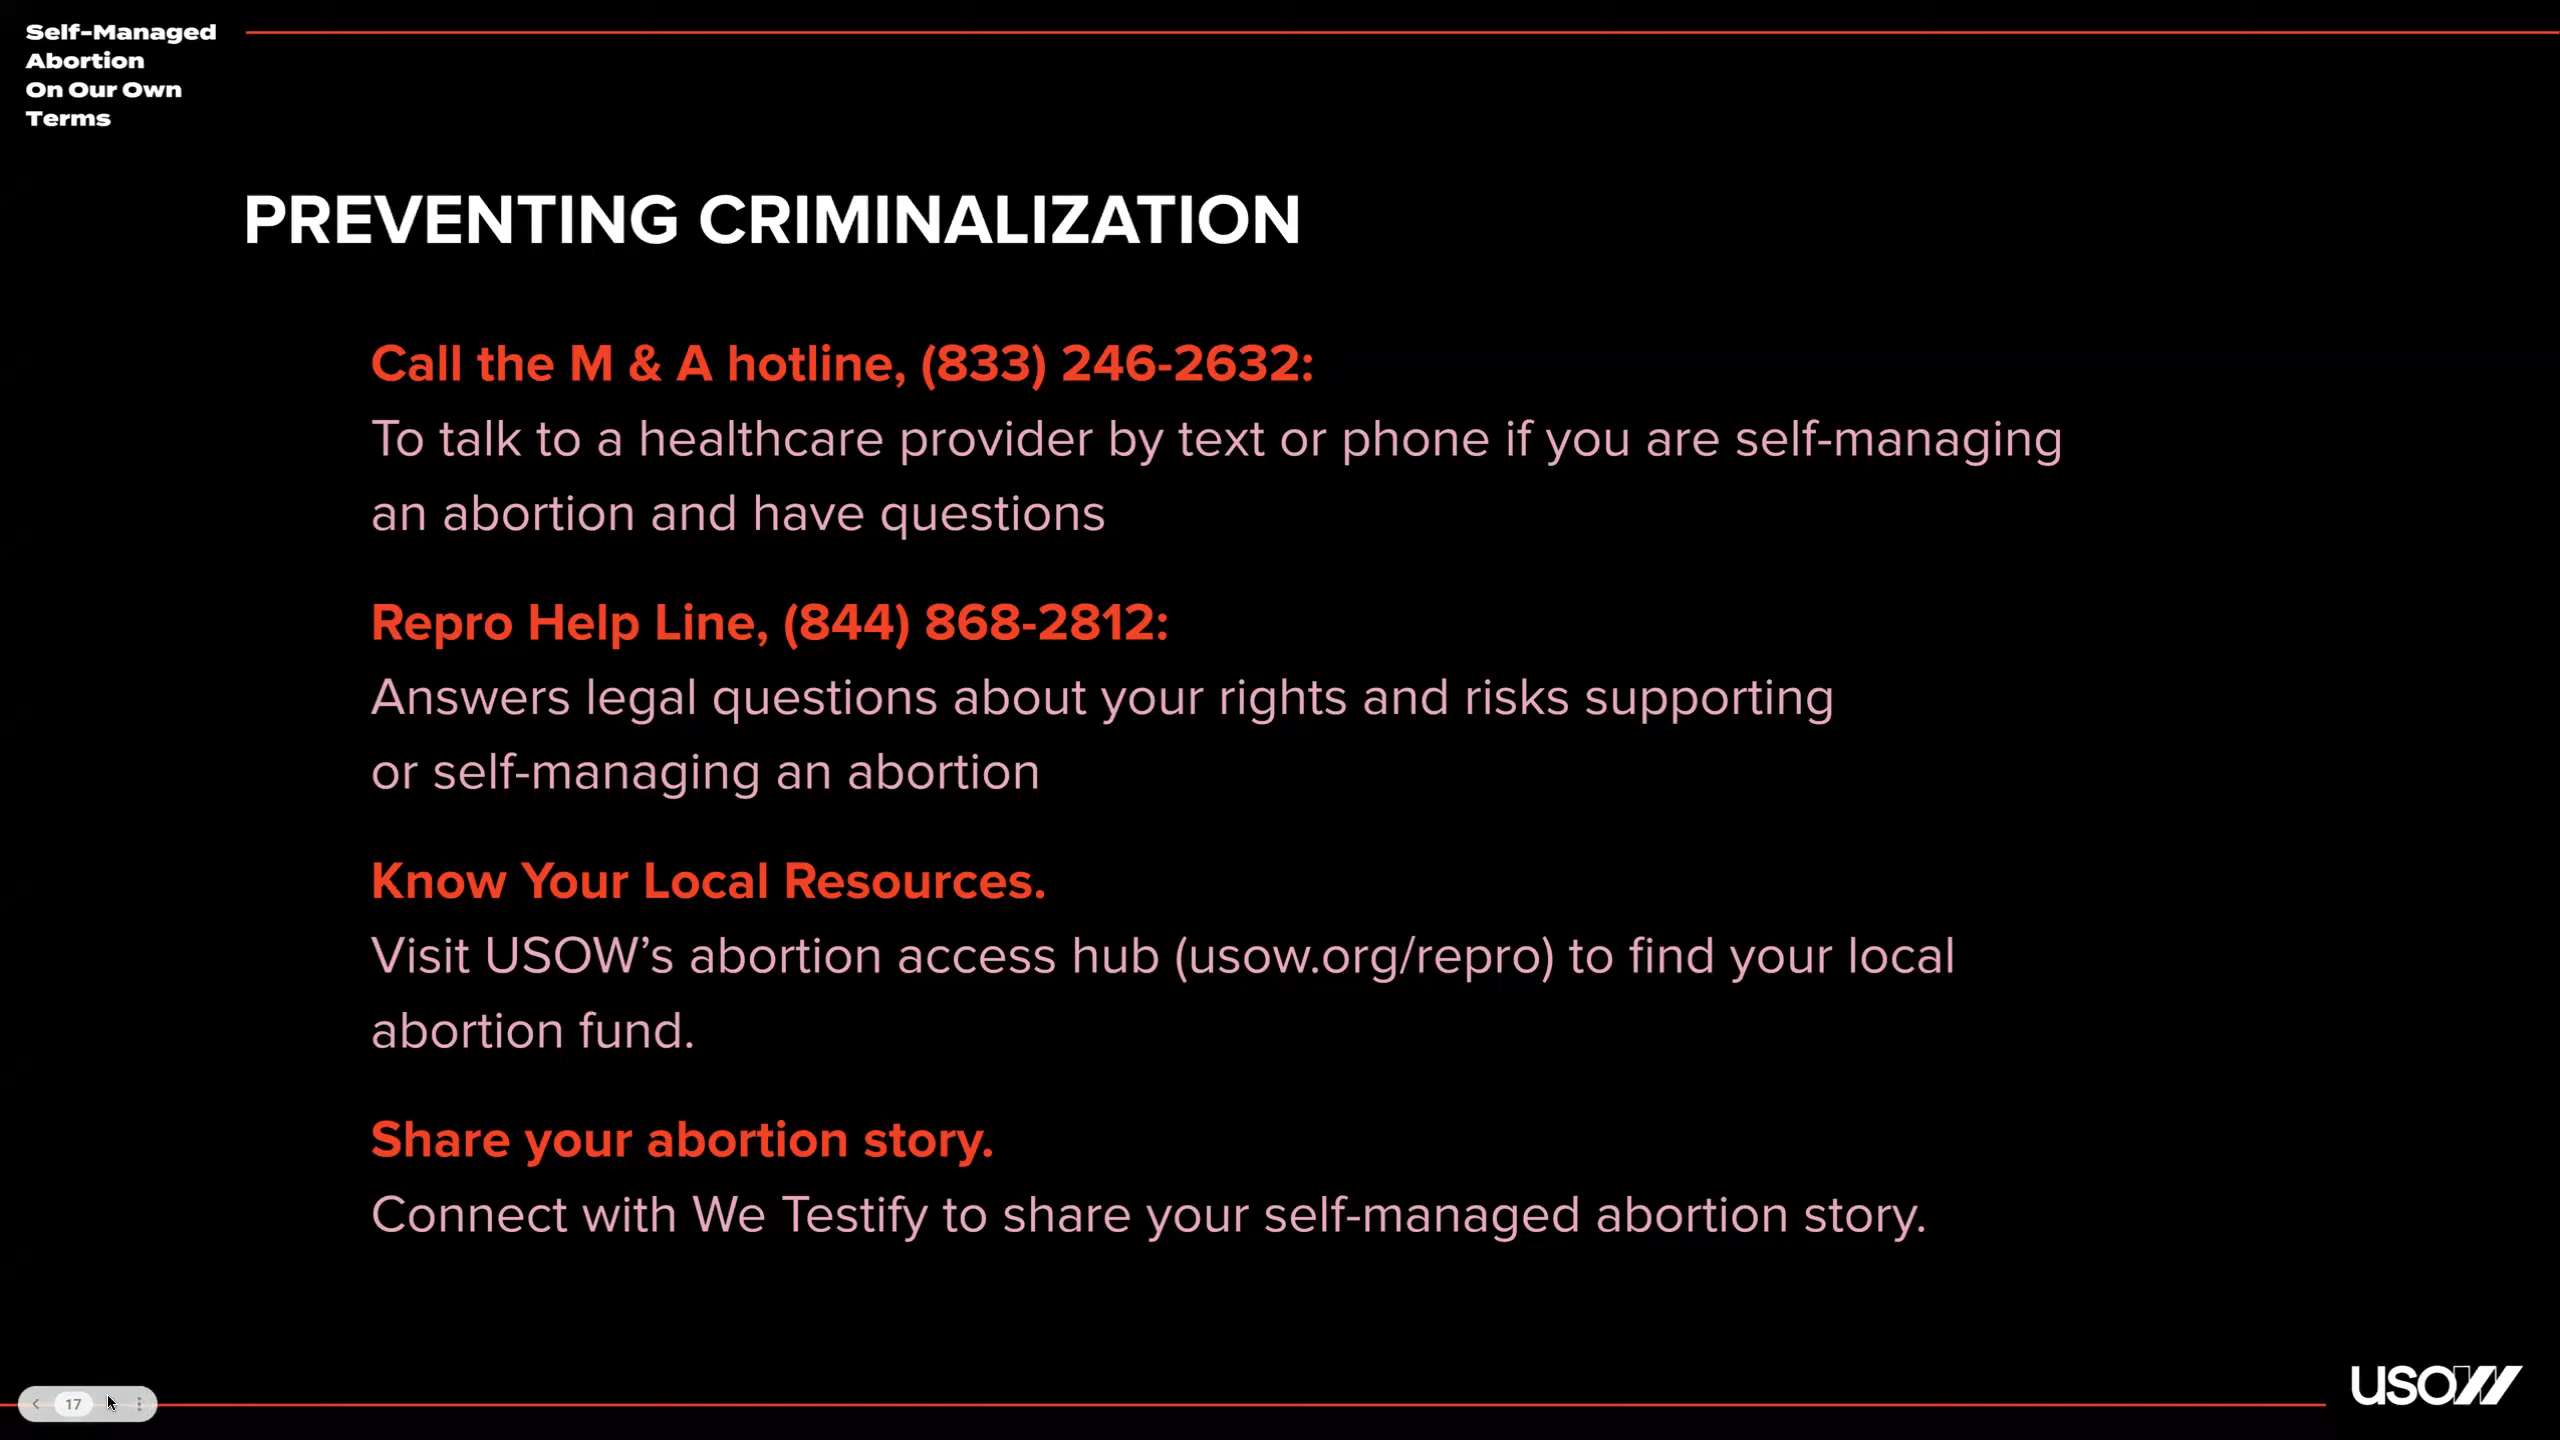 Self-Managed
Abortion
On Our Own
Terms
PREVENTING CRIMINALIZATION
Call the M & A hotline, (833) 246-2632:
To talk to a healthcare provider by text or phone if you are self-managing
an abortion and have questions
Repro Help Line, (844) 868-2812:
Answers legal questions about your rights and risks supporting
or self-managing an abortion
Know Your Local Resources.
Visit USOW’s abortion access hub (usow.org/repro) to find your local
abortion fund.
Share your abortion story.
Connect with We Testify to share your self-managed abortion story.
17
USOW